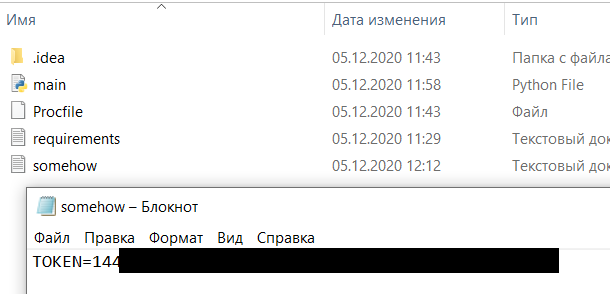 Имя Дата изменения Тип
.idea 05.12.2020 11:43 Папка с файла
main 05.12.2020 11:58 Python File
Procfile 05.12.2020 11:43 Файл
requirements 05.12.2020 11:29 Текстовый док
somehow 05.12.2020 12:12 Текстовый док
somehow – Блокнот
Файл Правка Формат Вид Справка
TOKEN=144